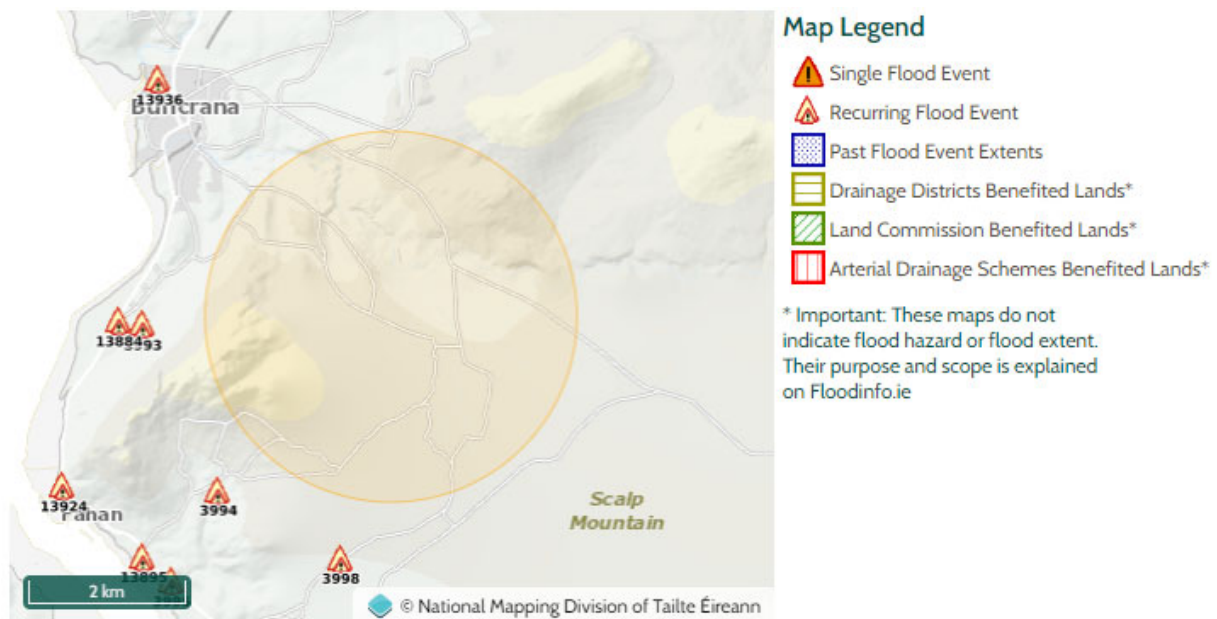 13936
Buncrana
13884
3993
13924
Fahan
3994
Scalp
Mountain
13895
3998
2 km
© National Mapping Division of Tailte Éireann
Map Legend
Single Flood Event
Recurring Flood Event
Past Flood Event Extents
Drainage Districts Benefited Lands*
Land Commission Benefited Lands*
Arterial Drainage Schemes Benefited Lands*
* Important: These maps do not
indicate flood hazard or flood extent.
Their purpose and scope is explained
on Floodinfo.ie